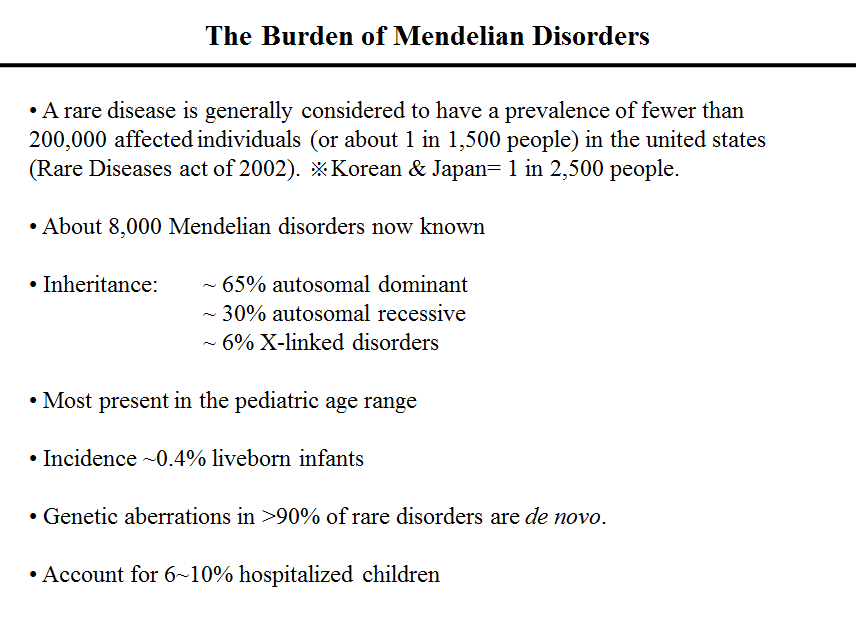 The Burden of Mendelian Disorders
• A rare disease is generally considered to have a prevalence of fewer than
200,000 affected individuals (or about 1 in 1,500 people) in the united states
(Rare Diseases act of 2002). ※Korean & Japan= 1 in 2,500 people.
• About 8,000 Mendelian disorders now known
• Inheritance: ~ 65% autosomal dominant
~ 30% autosomal recessive
~ 6% X-linked disorders
• Most present in the pediatric age range
• Incidence ~0.4% liveborn infants
• Genetic aberrations in >90% of rare disorders are de novo.
• Account for 6~10% hospitalized children